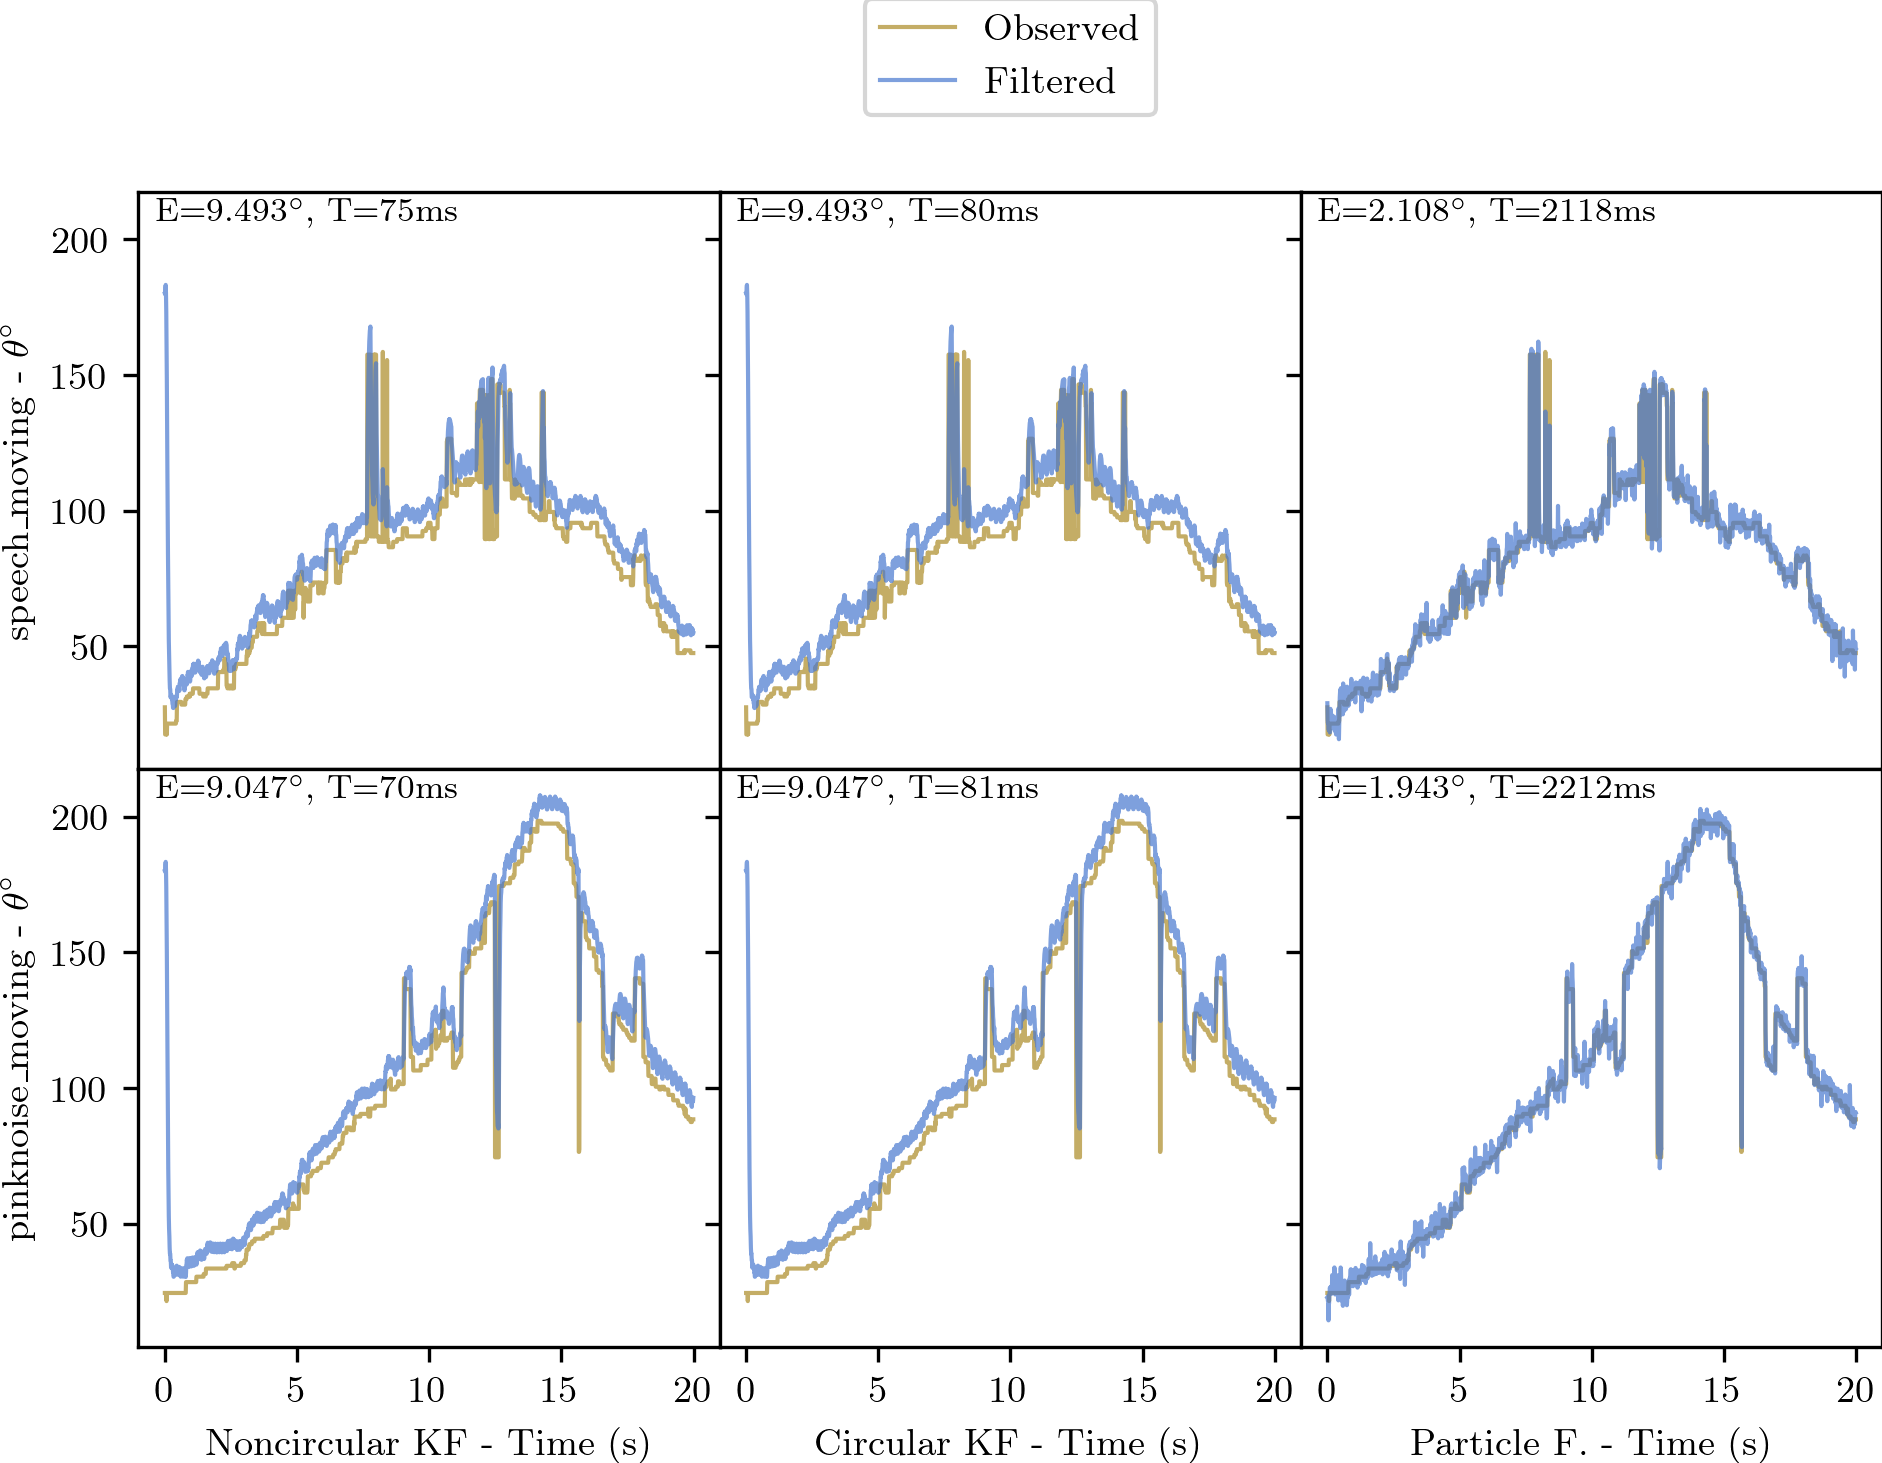 Observed
Filtered
E=9.493°, T=75ms
E=9.493°, T=80ms
E=2.108°, T=2118ms
200
150
100
50
speech_moving - θ°
E=9.047°, T=70ms
E=9.047°, T=81ms
E=1.943°, T=2212ms
200
150
100
50
pinknoise_moving - θ°
0 5 10 15 20
0 5 10 15 20
0 5 10 15 20
Noncircular KF - Time (s)
Circular KF - Time (s)
Particle F. - Time (s)